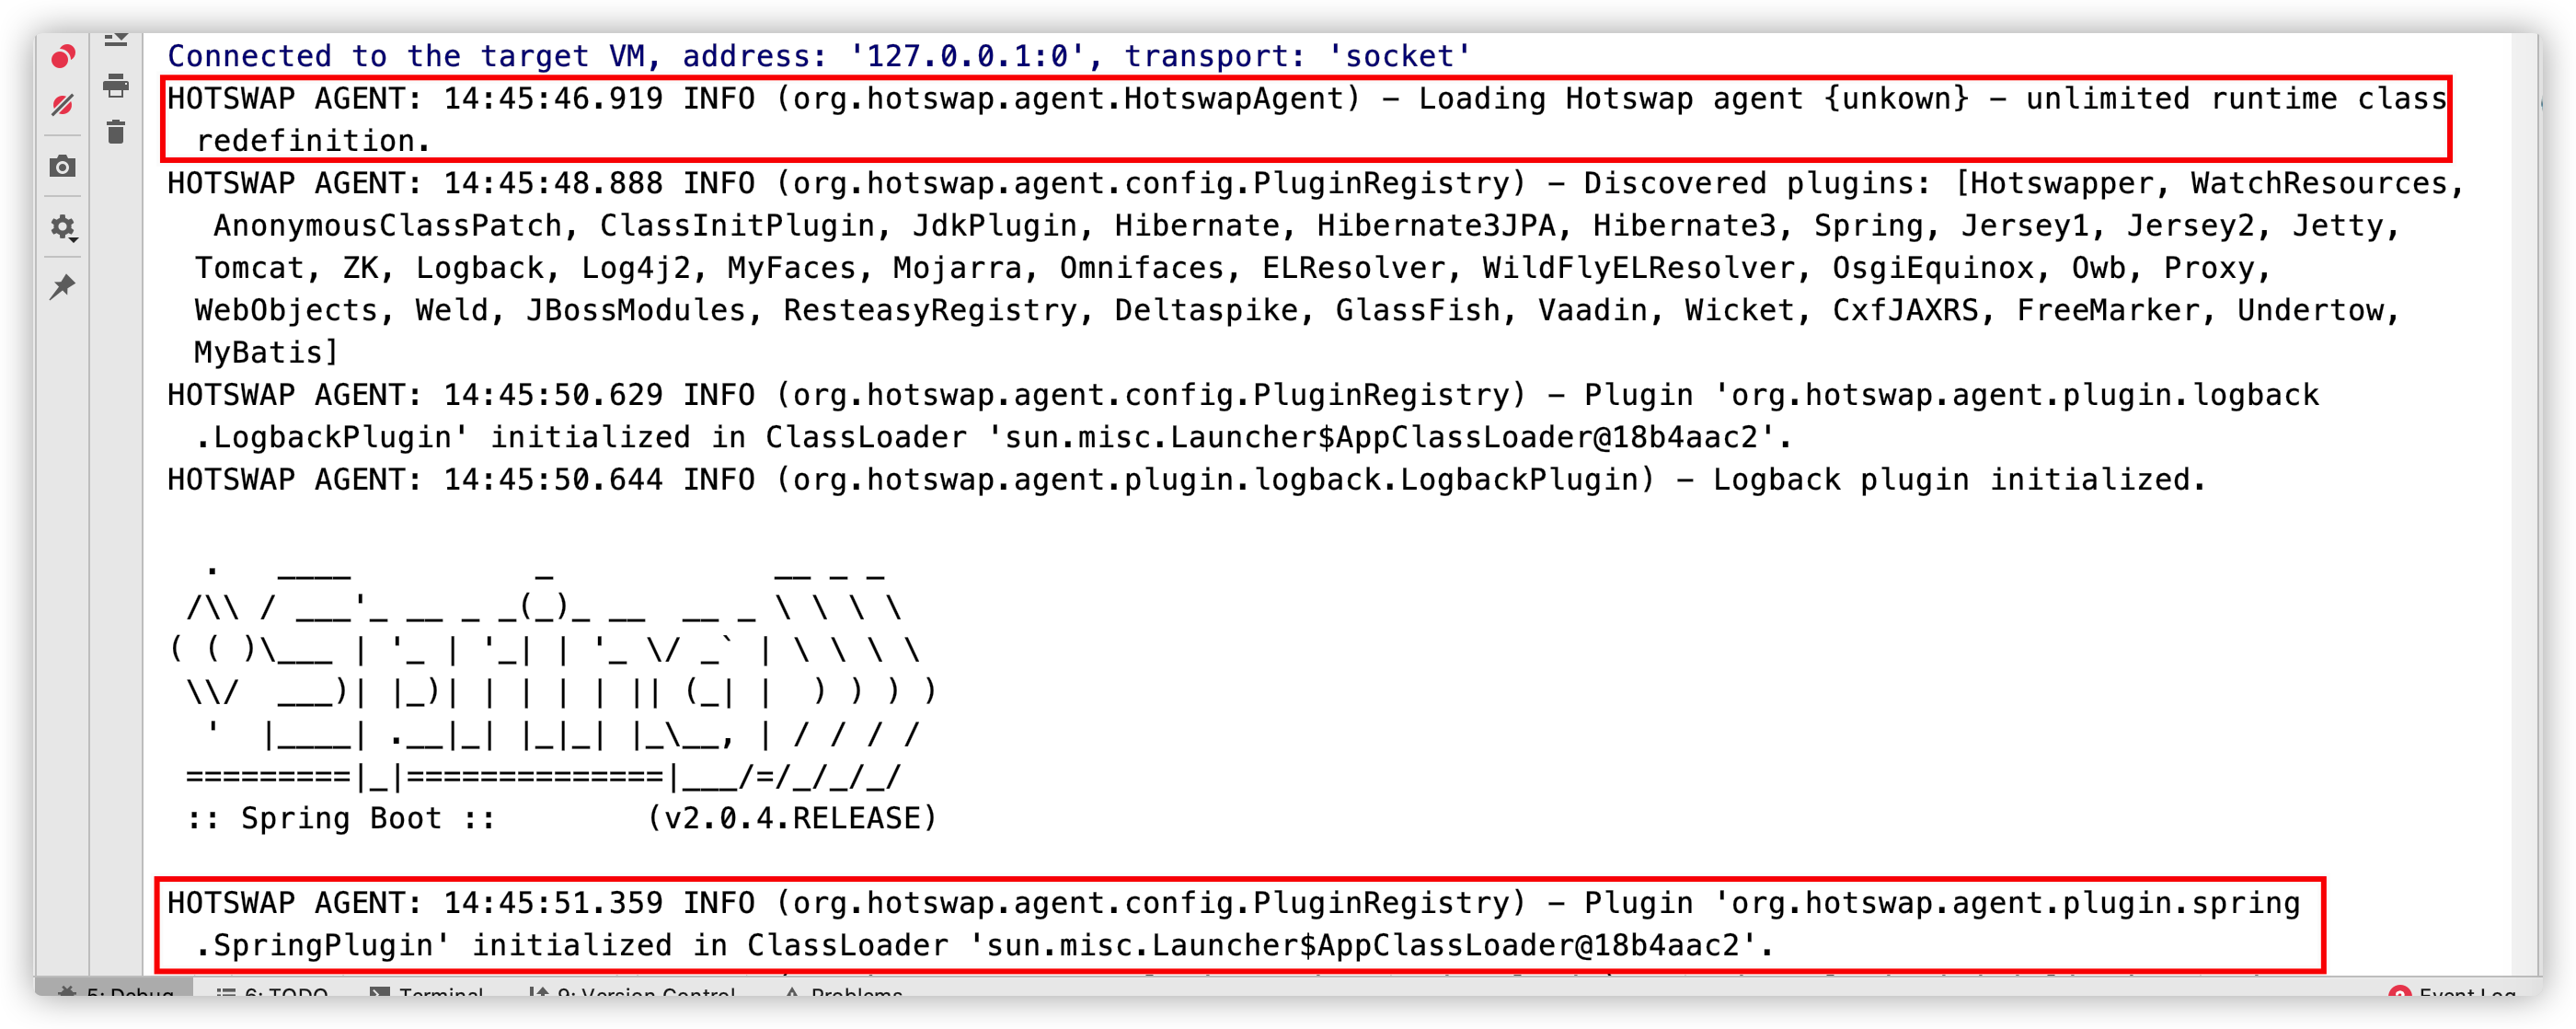 Connected to the target VM, address: '127.0.0.1:0', transport: 'socket'
HOTSWAP AGENT: 14:45:46.919 INFO (org.hotswap.agent.HotswapAgent) - Loading Hotswap agent {unkown} - unlimited runtime class
redefinition.
HOTSWAP AGENT: 14:45:48.888 INFO (org.hotswap.agent.config.PluginRegistry) - Discovered plugins: [Hotswapper, WatchResources,
AnonymousClassPatch, ClassInitPlugin, JdkPlugin, Hibernate, Hibernate3JPA, Hibernate3, Spring, Jersey1, Jersey2, Jetty,
Tomcat, ZK, Logback, Log4j2, MyFaces, Mojarra, Omnifaces, ELResolver, WildFlyELResolver, OsgiEquinox, Owb, Proxy,
WebObjects, Weld, JBossModules, ResteasyRegistry, Deltaspike, GlassFish, Vaadin, Wicket, CxfJAXRS, FreeMarker, Undertow,
MyBatis]
HOTSWAP AGENT: 14:45:50.629 INFO (org.hotswap.agent.config.PluginRegistry) - Plugin 'org.hotswap.agent.plugin.logback
.LogbackPlugin' initialized in ClassLoader 'sun.misc.Launcher$AppClassLoader@18b4aac2'.
HOTSWAP AGENT: 14:45:50.644 INFO (org.hotswap.agent.plugin.logback.LogbackPlugin) - Logback plugin initialized.
  .   ____          _            __ _ _
 /\\ / ___'_ __ _ _(_)_ __  __ _ \ \ \ \
( ( )\___ | '_ | '_| | '_ \/ _` | \ \ \ \
 \\/  ___)| |_)| | | | | || (_| |  ) ) ) )
  '  |____| .__|_| |_|_| |_\__, | / / / /
 =========|_|==============|___/=/_/_/_/
 :: Spring Boot ::        (v2.0.4.RELEASE)
HOTSWAP AGENT: 14:45:51.359 INFO (org.hotswap.agent.config.PluginRegistry) - Plugin 'org.hotswap.agent.plugin.spring
.SpringPlugin' initialized in ClassLoader 'sun.misc.Launcher$AppClassLoader@18b4aac2'.
5: Debug 6: TODO Terminal 9: Version Control Problems Event Log